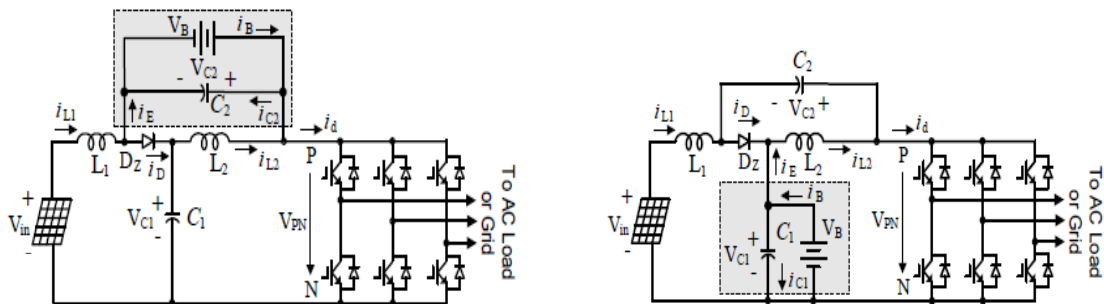 V_B
i_B
V_C2
- +
C_2
i_E
i_C2
i_L1
L_1
D_Z
i_D
L_2
i_L2
i_d
P
+
V_in
-
V_C1
+
-
C_1
V_PN
N
To AC Load
or Grid
C_2
- V_C2 +
i_L1
i_D
i_d
L_1
D_Z
L_2
i_E
i_L2
P
i_B
+
V_in
-
C_1
V_B
V_C1
+
-
i_C1
V_PN
N
To AC Load
or Grid